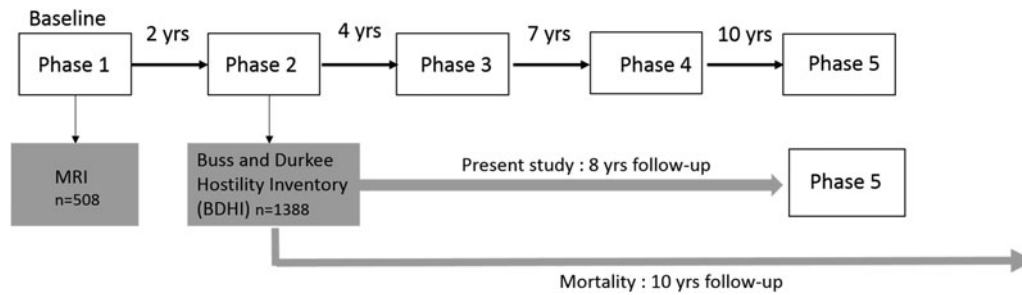 Baseline
2 yrs
4 yrs
7 yrs
10 yrs
Phase 1
Phase 2
Phase 3
Phase 4
Phase 5
MRI
n=508
Buss and Durkee
Hostility Inventory
(BDHI) n=1388
Present study : 8 yrs follow-up
Phase 5
Mortality : 10 yrs follow-up